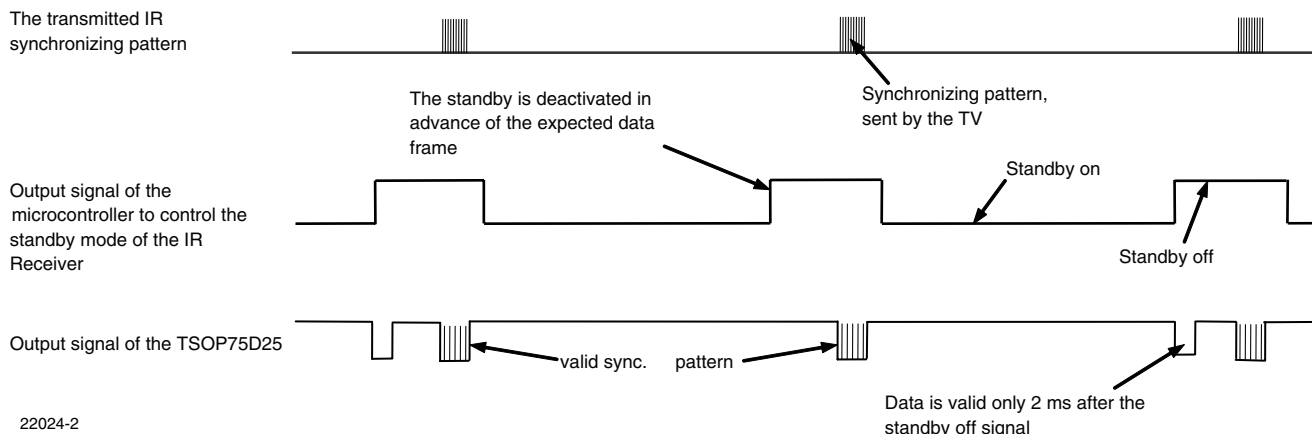 The transmitted IR
synchronizing pattern
Synchronizing pattern,
sent by the TV
The standby is deactivated in
advance of the expected data
frame
Standby on
Output signal of the
microcontroller to control the
standby mode of the IR
Receiver
Standby off
Output signal of the TSOP75D25
valid sync. pattern
Data is valid only 2 ms after the
standby off signal
22024-2